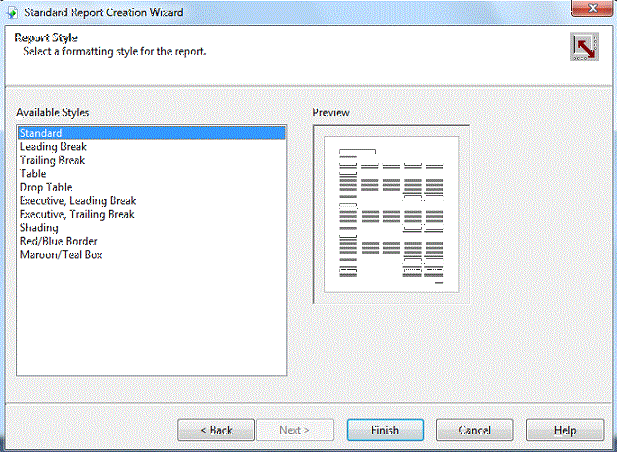 Standard Report Creation Wizard
Report Style
Select a formatting style for the report.
Available Styles
Preview
Standard
Leading Break
Trailing Break
Table
Drop Table
Executive, Leading Break
Executive, Trailing Break
Shading
Red/Blue Border
Maroon/Teal Box
< Back
Next >
Finish
Cancel
Help